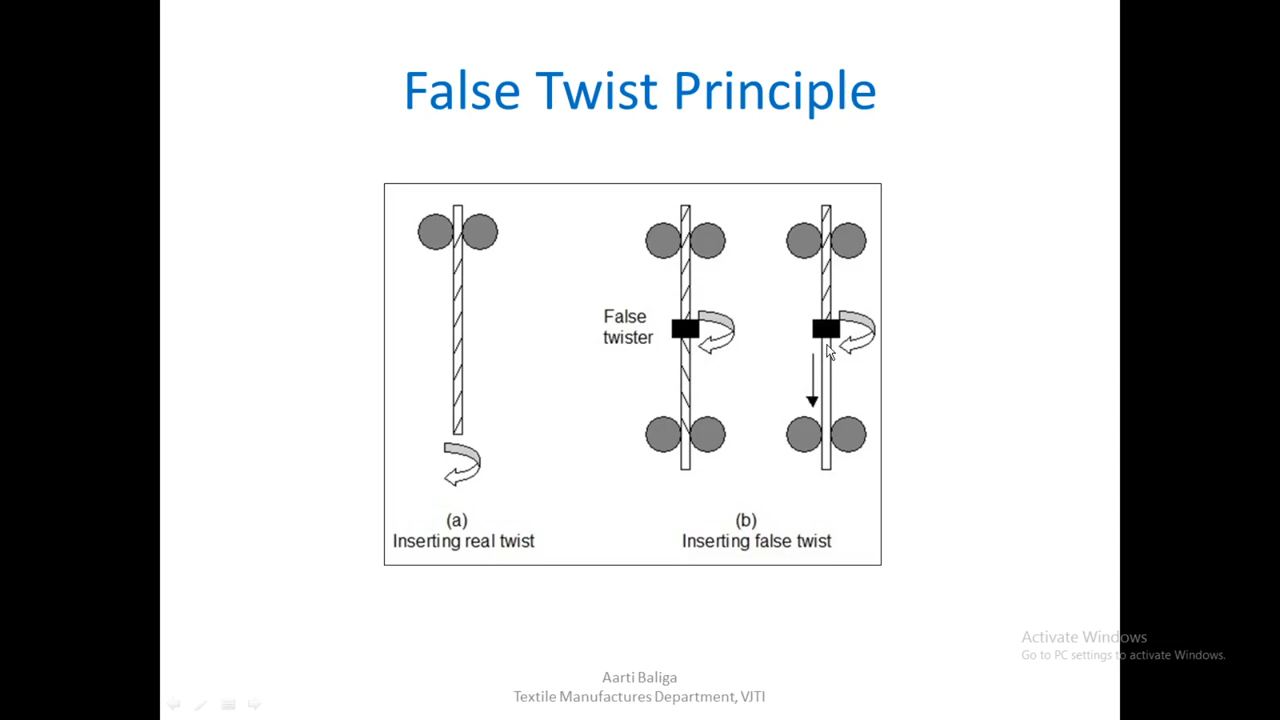 False Twist Principle
False
twister
(a)
Inserting real twist
(b)
Inserting false twist
Activate Windows
Go to PC settings to activate Windows.
Aarti Baliga
Textile Manufactures Department, VJTI